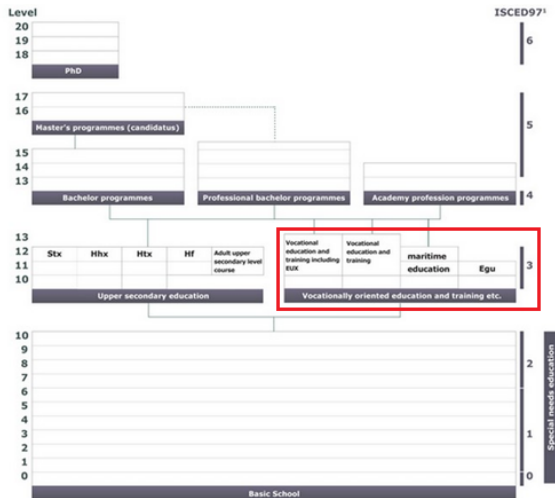 Level
ISCED97¹
20
19
18
6
PhD
17
16
5
Master's programmes (candidatus)
15
14
13
Bachelor programmes
Professional bachelor programmes
Academy profession programmes
4
13
12
11
10
Stx
Hhx
Htx
Hf
Adult upper
secondary level
course
Vocational
education and
training including
EUX
Vocational
education and
training
maritime
education
Egu
3
Upper secondary education
Vocationally oriented education and training etc.
10
9
8
7
6
5
4
3
2
1
0
2
1
0
Special needs education
Basic School